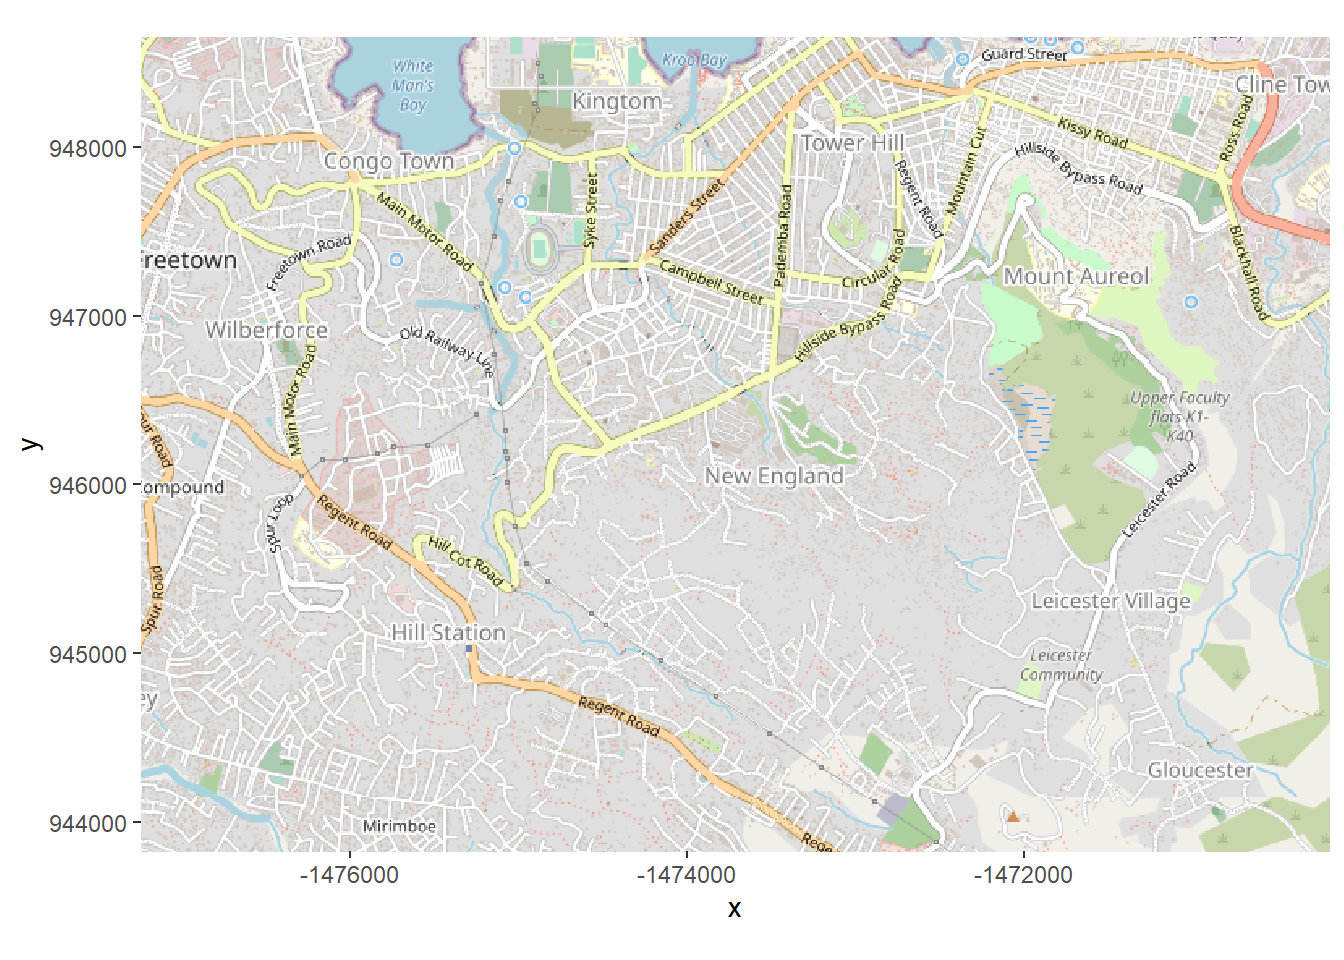 Guard Street
White
Man's
Bay
Kroo Bay
Kingtom
Cline Tow
Tower Hill
Kissy Road
Ross Road
948000
Congo Town
Hillside Bypass Road
Mountain Cut
Regent Road
Syke Street
Sanders Street
Pademba Road
Main Motor Road
Freetown Road
reetown
Campbell Street
Circular Road
Mount Aureol
Blackhall Road
947000
Wilberforce
Old Railway Line
Hillside Bypass Road
Main Motor Road
Upper Faculty
flats K1-
K40
our Road
y
New England
946000
ompound
Leicester Road
Spur Loop
Regent Road
Hill Cot Road
Spur Road
Leicester Village
Hill Station
945000
Leicester
Community
ey
Regent Road
Gloucester
944000
Mirimboe
Rege
-1476000
-1474000
-1472000
x